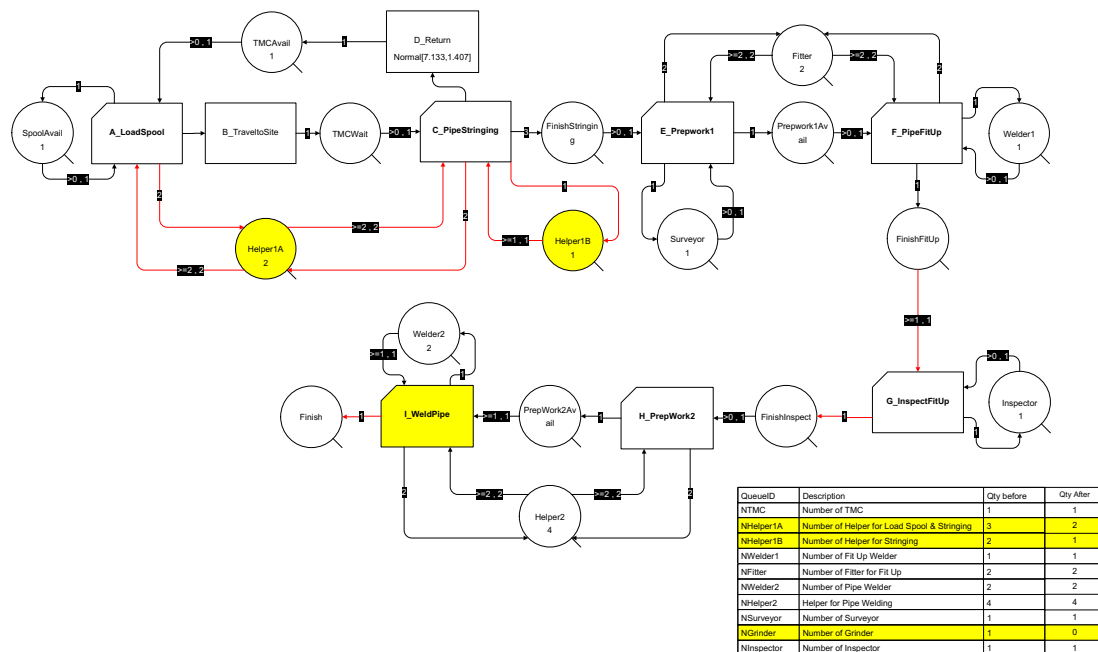 TMCAvail
1
D_Return
Normal[7.133,1.407]
>0, 1
1
Fitter
2
2
>=2, 2
>=2, 2
2
1
SpoolAvail
1
A_LoadSpool
B_TraveltoSite
1
TMCWait
>0, 1
C_PipeStringing
3
FinishStringin
g
>0, 1
E_Prepwork1
1
Prepwork1Av
ail
>0, 1
F_PipeFitUp
1
Welder1
1
>0, 1
>0, 1
2
>=2, 2
2
1
1
>0, 1
1
Helper1A
2
>=2, 2
>=1, 1
Helper1B
1
Surveyor
1
FinishFitUp
>=1, 1
Welder2
2
>=1, 1
1
>0, 1
Finish
1
I_WeldPipe
>=1, 1
PrepWork2Av
ail
1
H_PrepWork2
>0, 1
FinishInspect
1
G_InspectFitUp
1
Inspector
1
2
>=2, 2
>=2, 2
2
Helper2
4
QueueID Description Qty before Qty After
NTMC Number of TMC 1 1
NHelper1A Number of Helper for Load Spool & Stringing 3 2
NHelper1B Number of Helper for Stringing 2 1
NWelder1 Number of Fit Up Welder 1 1
NFitter Number of Fitter for Fit Up 2 2
NWelder2 Number of Pipe Welder 2 2
NHelper2 Helper for Pipe Welding 4 4
NSurveyor Number of Surveyor 1 1
NGrinder Number of Grinder 1 0
NInspector Number of Inspector 1 1